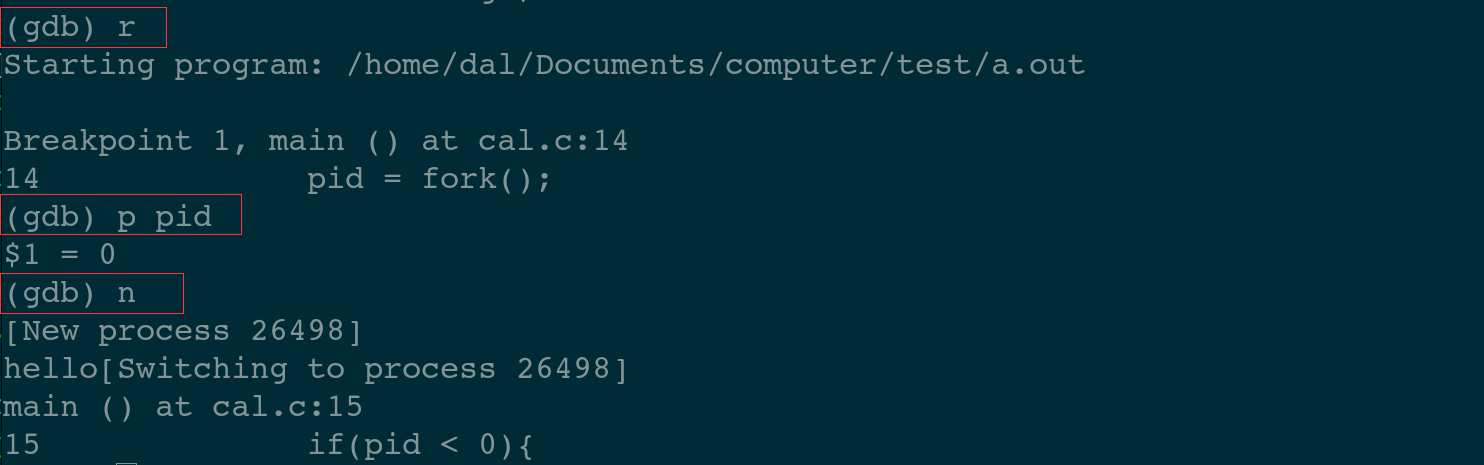 (gdb) r
Starting program: /home/dal/Documents/computer/test/a.out
Breakpoint 1, main () at cal.c:14
14              pid = fork();
(gdb) p pid
$1 = 0
(gdb) n
[New process 26498]
hello[Switching to process 26498]
main () at cal.c:15
15              if(pid < 0){